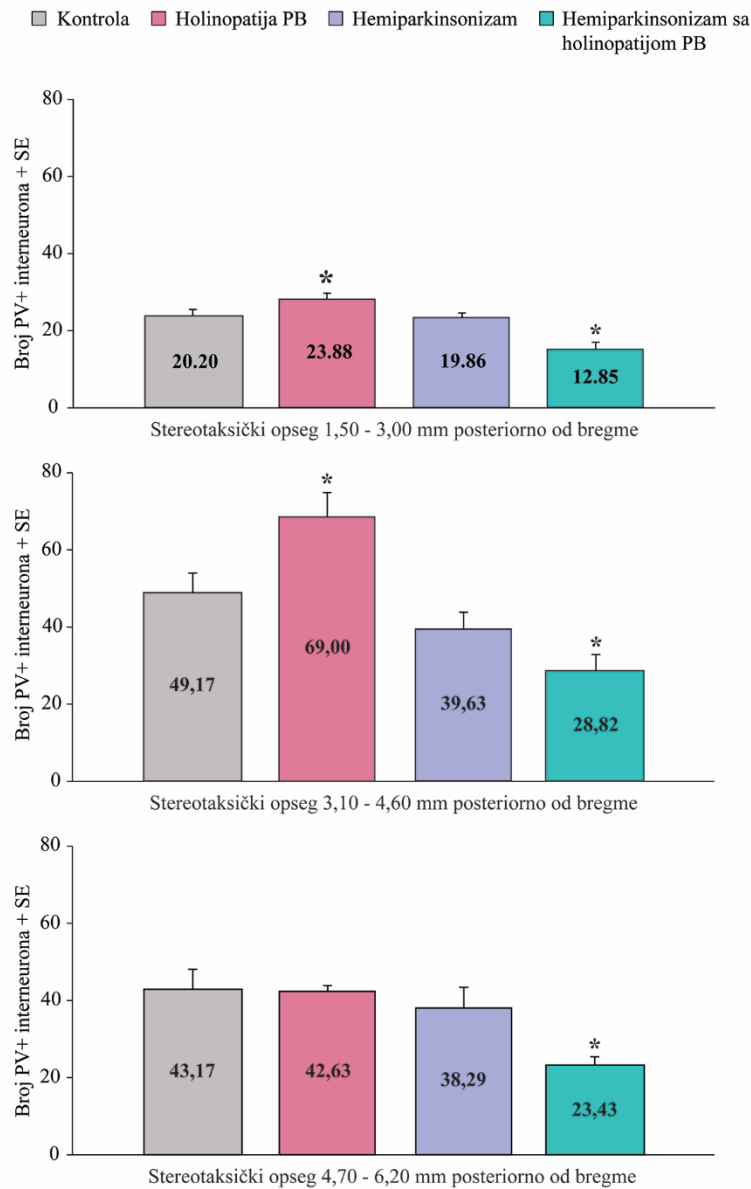 Kontrola Holinopatija PB Hemiparkinsonizam Hemiparkinsonizam sa
holinopatijom PB
Broj PV+ interneurona + SE
80
60
40
20
0
*
*
20.20 23.88 19.86 12.85
Stereotaksički opseg 1,50 - 3,00 mm posteriorno od bregme
Broj PV+ interneurona + SE
80
60
40
20
0
*
*
49,17 69,00 39,63 28,82
Stereotaksički opseg 3,10 - 4,60 mm posteriorno od bregme
Broj PV+ interneurona + SE
80
60
40
20
0
*
43,17 42,63 38,29 23,43
Stereotaksički opseg 4,70 - 6,20 mm posteriorno od bregme